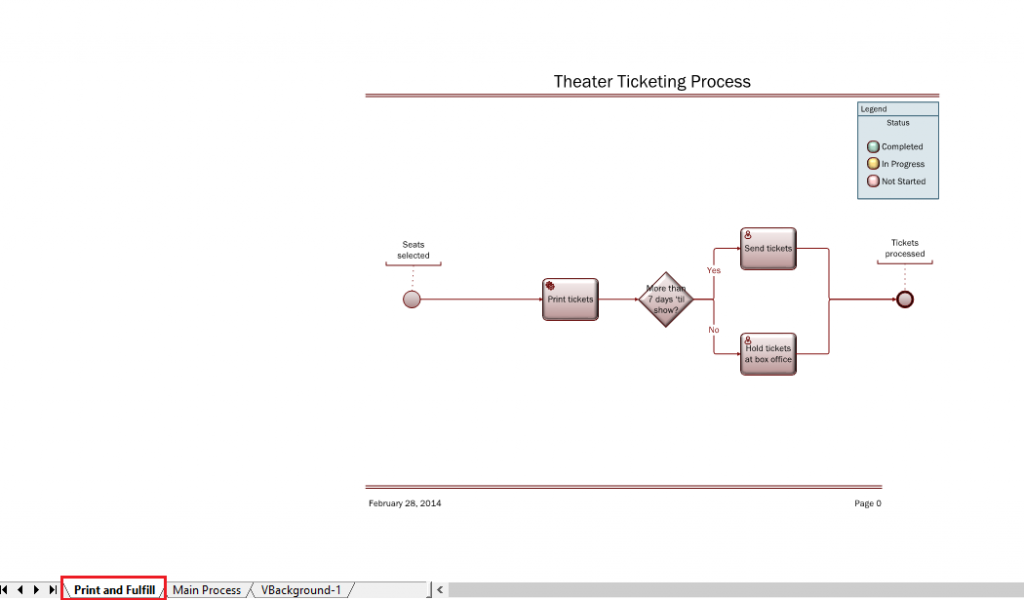 Theater Ticketing Process
Legend
Status
Completed
In Progress
Not Started
Seats
selected
Print tickets
More than
7 days 'til
show?
Yes
No
Send tickets
Hold tickets
at box office
Tickets
processed
February 28, 2014
Page 0
Print and Fulfill
Main Process
VBackground-1